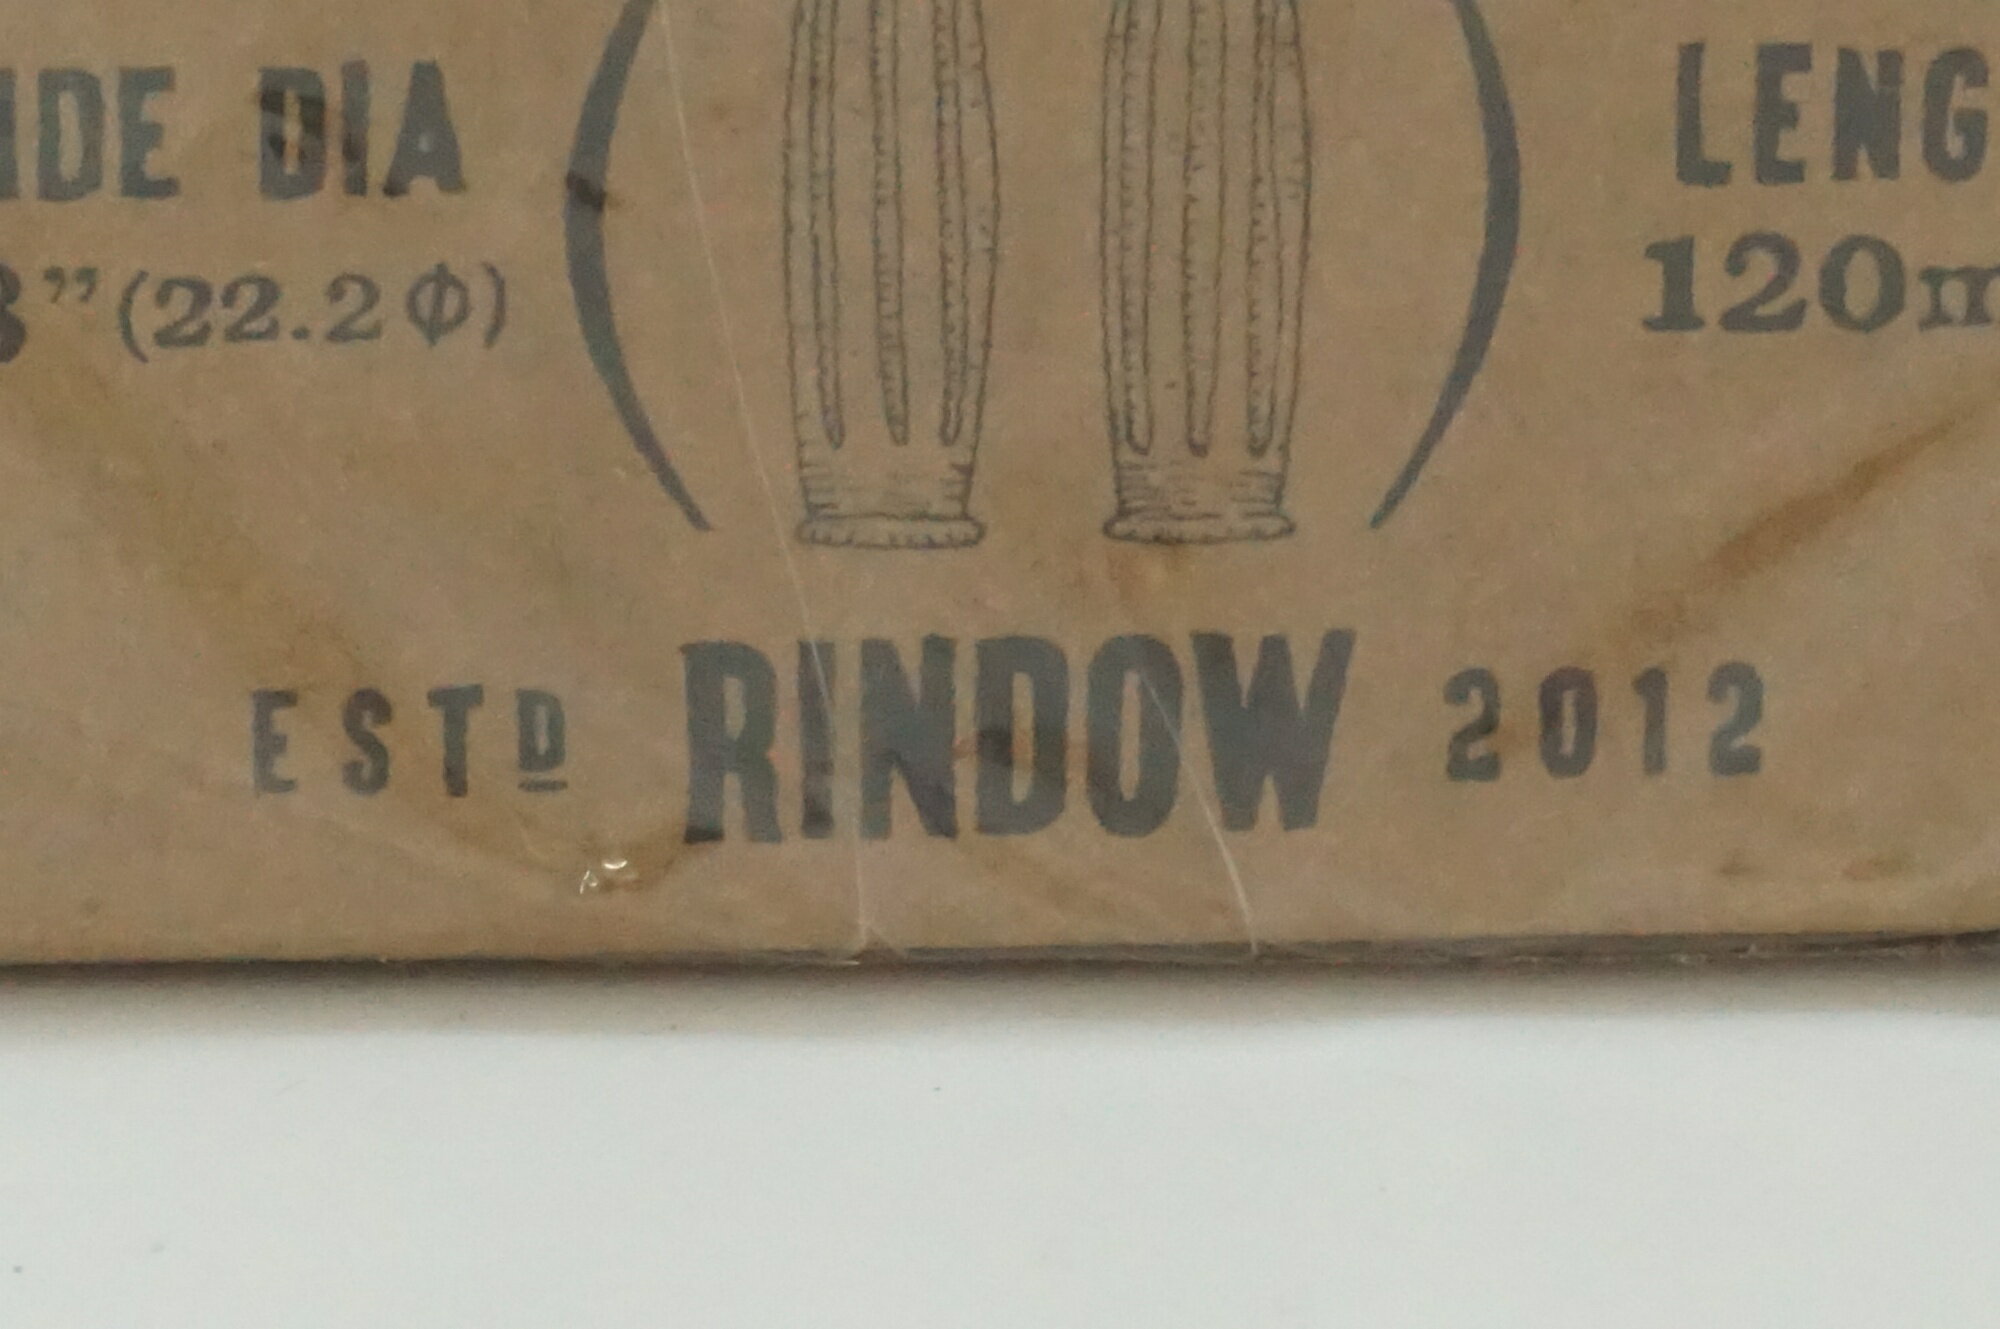 IDE DIA
8"(22.2Φ)
LENG
120m
ESTD RINDOW 2012